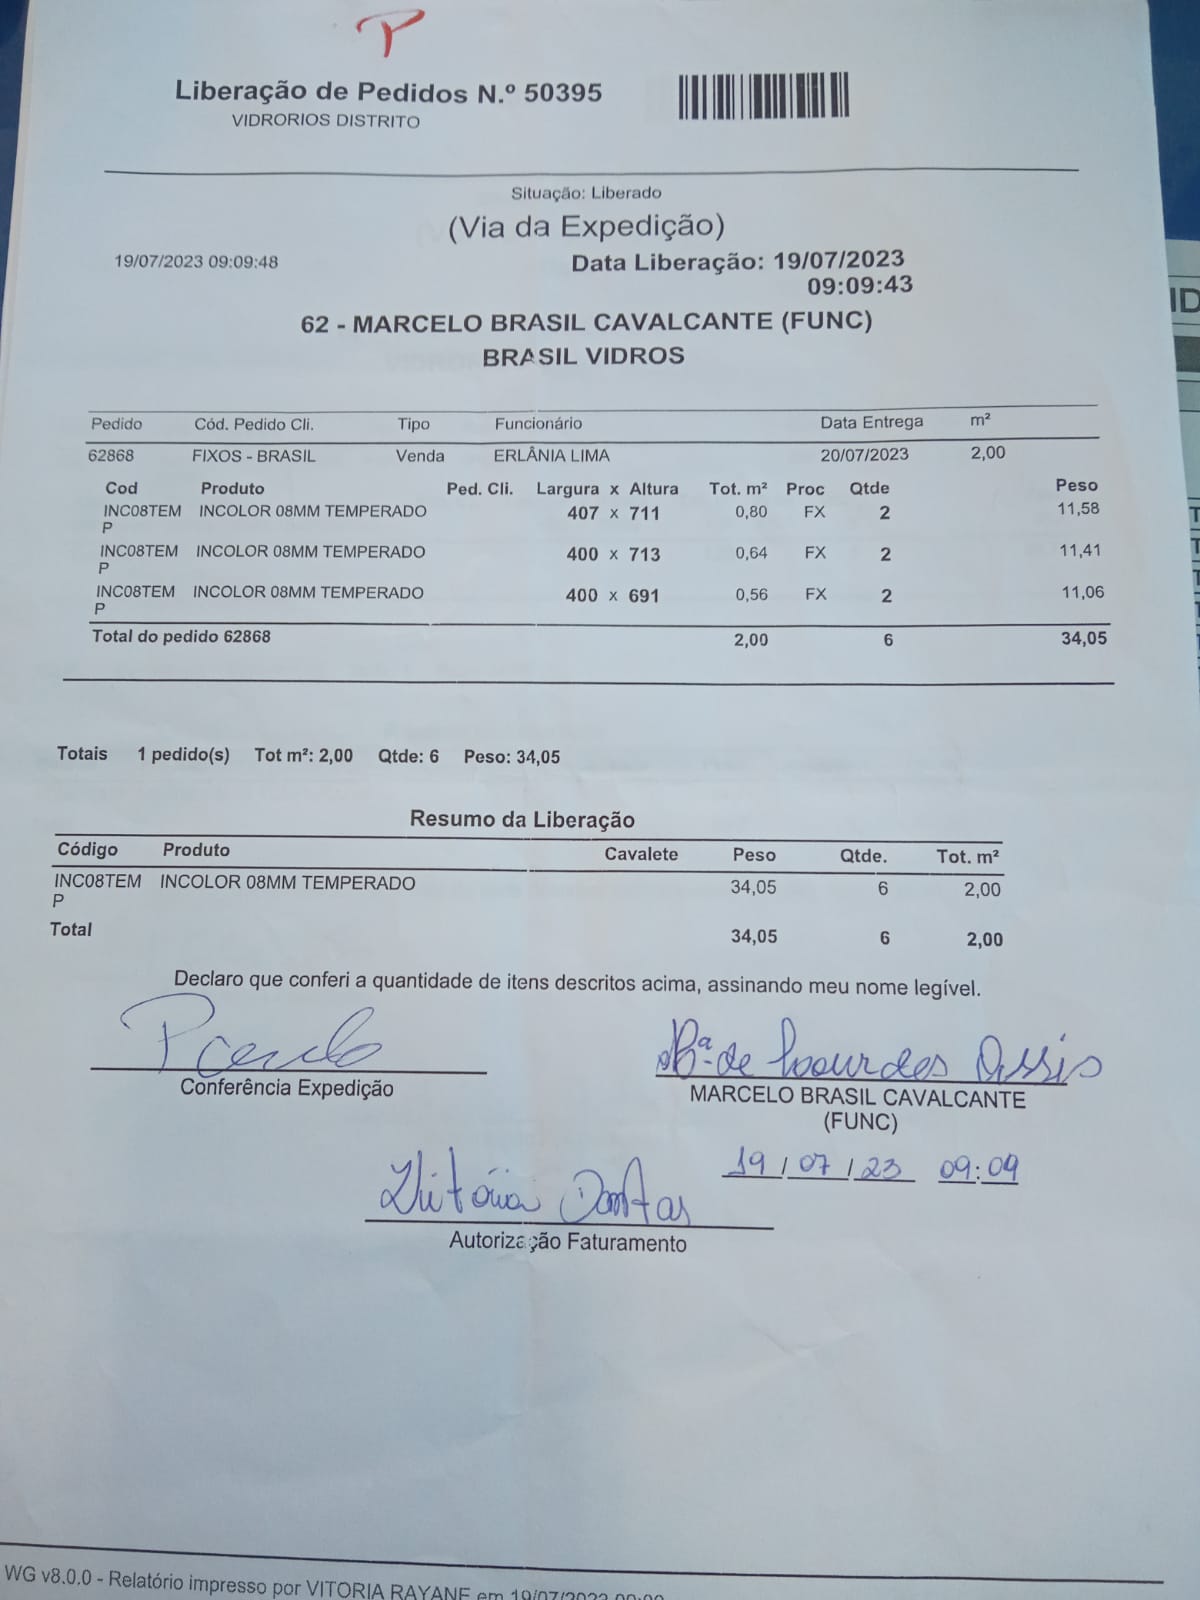 P
Liberação de Pedidos N.º 50395
VIDRORIOS DISTRITO
Situação: Liberado
(Via da Expedição)
19/07/2023 09:09:48
Data Liberação: 19/07/2023
09:09:43
62 - MARCELO BRASIL CAVALCANTE (FUNC)
BRASIL VIDROS
Pedido Cód. Pedido Cli. Tipo Funcionário Data Entrega m²
62868 FIXOS - BRASIL Venda ERLÂNIA LIMA 20/07/2023 2,00
Cod Produto Ped. Cli. Largura x Altura Tot. m² Proc Qtde Peso
INC08TEM INCOLOR 08MM TEMPERADO 407 x 711 0,80 FX 2 11,58
P
INC08TEM INCOLOR 08MM TEMPERADO 400 x 713 0,64 FX 2 11,41
P
INC08TEM INCOLOR 08MM TEMPERADO 400 x 691 0,56 FX 2 11,06
P
Total do pedido 62868 2,00 6 34,05
Totais 1 pedido(s) Tot m²: 2,00 Qtde: 6 Peso: 34,05
Resumo da Liberação
Código Produto Cavalete Peso Qtde. Tot. m²
INC08TEM INCOLOR 08MM TEMPERADO 34,05 6 2,00
P
Total 34,05 6 2,00
Declaro que conferi a quantidade de itens descritos acima, assinando meu nome legível.
Mª de Lourdes Assis
Conferência Expedição
MARCELO BRASIL CAVALCANTE
(FUNC)
19/07/23 09:09
Vitória Dantas
Autorização Faturamento
WG v8.0.0 - Relatório impresso por VITORIA RAYANE em 19/07/2023
ID